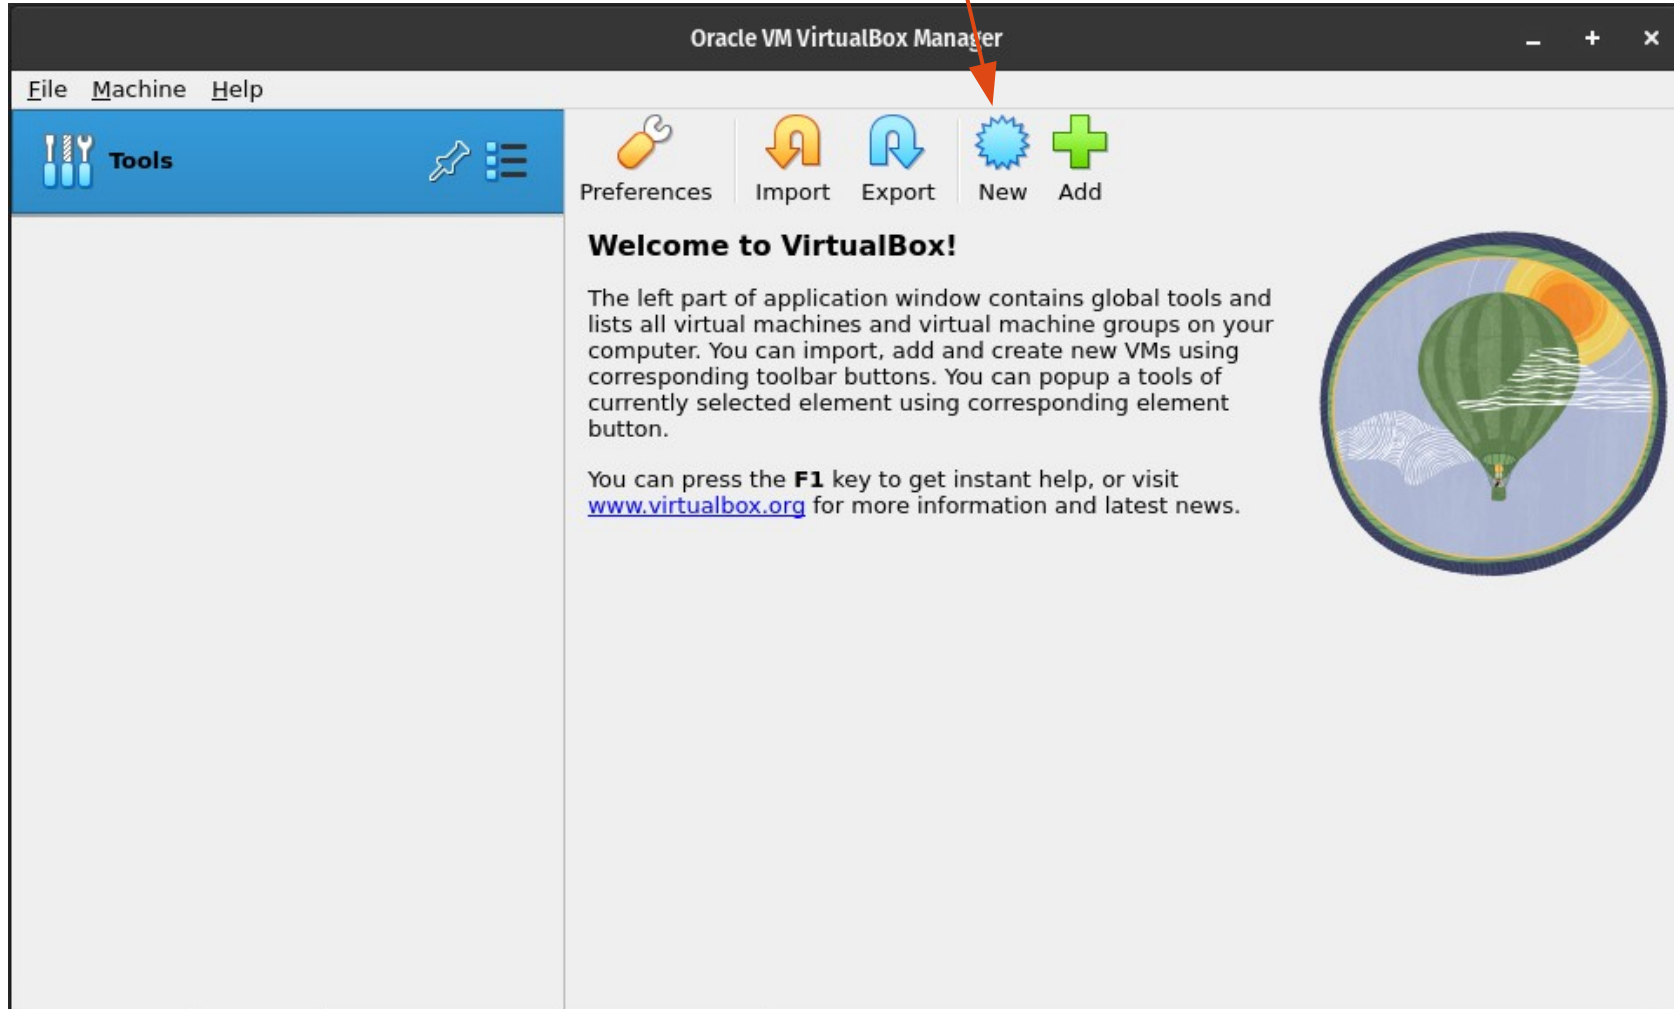 Oracle VM VirtualBox Manager
File Machine Help
Tools
Preferences Import Export New Add
Welcome to VirtualBox!
The left part of application window contains global tools and
lists all virtual machines and virtual machine groups on your
computer. You can import, add and create new VMs using
corresponding toolbar buttons. You can popup a tools of
currently selected element using corresponding element
button.
You can press the F1 key to get instant help, or visit
www.virtualbox.org for more information and latest news.